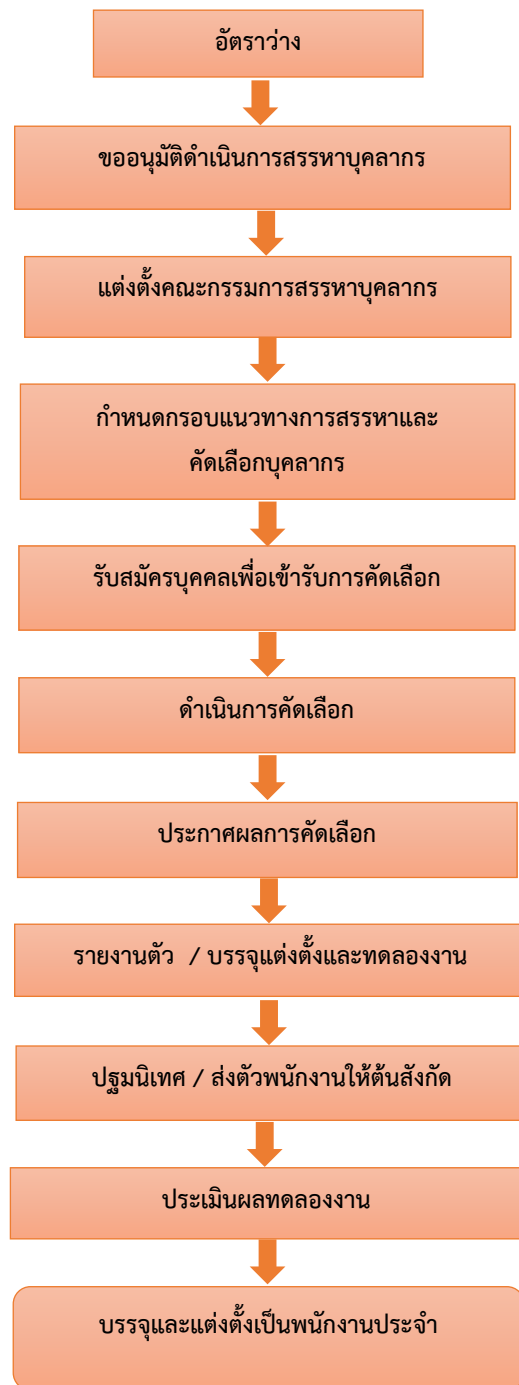 อัตราว่าง
ขออนุมัติดำเนินการสรรหาบุคลากร
แต่งตั้งคณะกรรมการสรรหาบุคลากร
กำหนดกรอบแนวทางการสรรหาและ
คัดเลือกบุคลากร
รับสมัครบุคคลเพื่อเข้ารับการคัดเลือก
ดำเนินการคัดเลือก
ประกาศผลการคัดเลือก
รายงานตัว / บรรจุแต่งตั้งและทดลองงาน
ปฐมนิเทศ / ส่งตัวพนักงานให้ต้นสังกัด
ประเมินผลทดลองงาน
บรรจุและแต่งตั้งเป็นพนักงานประจำ